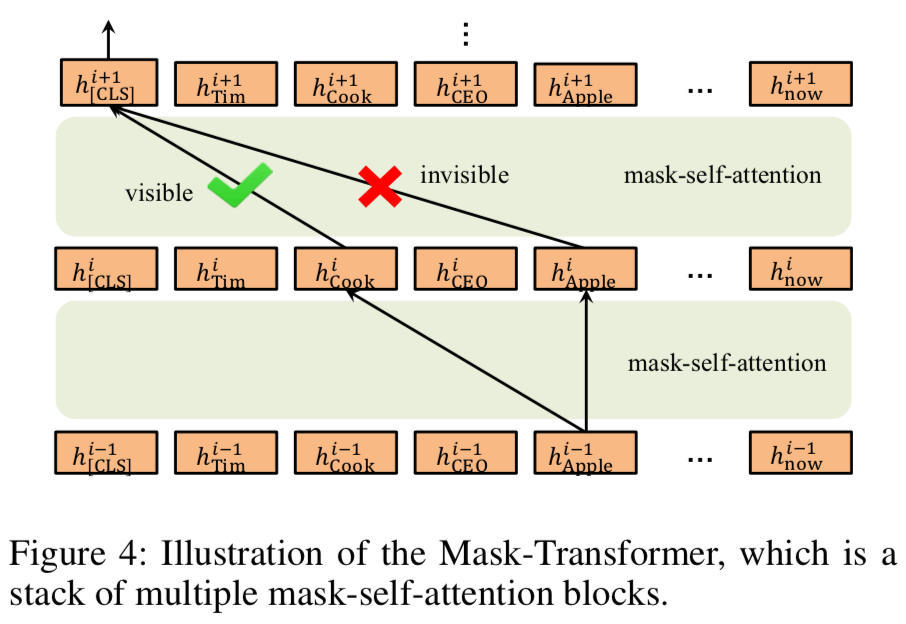 ⋮
h^{i+1}_{[CLS]} h^{i+1}_{Tim} h^{i+1}_{Cook} h^{i+1}_{CEO} h^{i+1}_{Apple} ... h^{i+1}_{now}
visible invisible mask-self-attention
h^{i}_{[CLS]} h^{i}_{Tim} h^{i}_{Cook} h^{i}_{CEO} h^{i}_{Apple} ... h^{i}_{now}
mask-self-attention
h^{i-1}_{[CLS]} h^{i-1}_{Tim} h^{i-1}_{Cook} h^{i-1}_{CEO} h^{i-1}_{Apple} ... h^{i-1}_{now}
Figure 4: Illustration of the Mask-Transformer, which is a
stack of multiple mask-self-attention blocks.